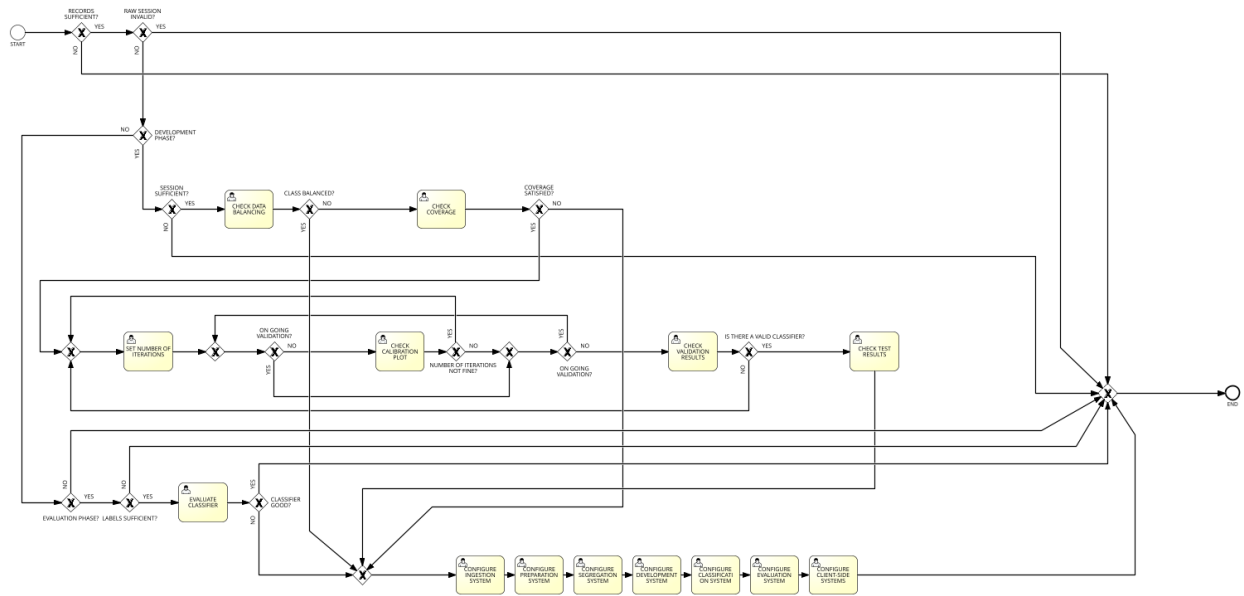 RECORDS
SUFFICIENT?
RAW SESSION
INVALID?
YES
YES
START
NO
NO
NO
DEVELOPMENT
PHASE?
YES
SESSION
SUFFICIENT?
YES
CHECK DATA
BALANCING
CLASS BALANCED?
NO
CHECK
COVERAGE
COVERAGE
SATISFIED?
NO
NO
YES
YES
SET NUMBER OF
ITERATIONS
ON GOING
VALIDATION?
NO
YES
CHECK
CALIBRATION
PLOT
YES
NO
NUMBER OF ITERATIONS
NOT FINE?
YES
NO
ON GOING
VALIDATION?
CHECK
VALIDATION
RESULTS
IS THERE A VALID CLASSIFIER?
YES
NO
CHECK TEST
RESULTS
END
NO
YES
EVALUATION PHASE?
NO
YES
LABELS SUFFICIENT?
EVALUATE
CLASSIFIER
YES
CLASSIFIER
GOOD?
NO
CONFIGURE
INGESTION
SYSTEM
CONFIGURE
PREPARATION
SYSTEM
CONFIGURE
SEGREGATION
SYSTEM
CONFIGURE
DEVELOPMENT
SYSTEM
CONFIGURE
CLASSIFICATI
ON SYSTEM
CONFIGURE
EVALUATION
SYSTEM
CONFIGURE
CLIENT-SIDE
SYSTEMS